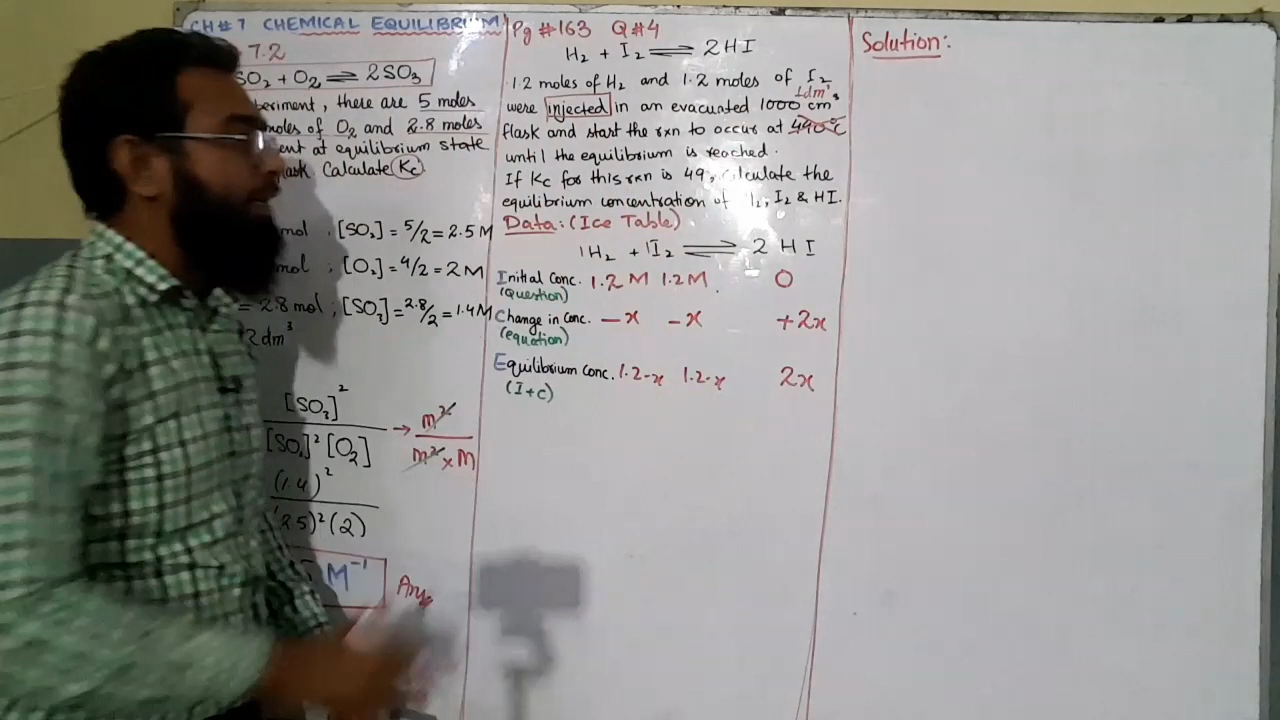 CH # 7 CHEMICAL EQUILIBRIUM
7.2
SO2 + O2 ⇌ 2SO3
there are 5 moles
moles of O2 and 2.8 moles
at equilibrium state
Calculate Kc
mol , [SO2] = 5/2 = 2.5 M
mol ; [O2] = 4/2 = 2 M
= 2.8 mol ; [SO3] = 2.8/2 = 1.4 M
2 dm³
[SO3]²
[SO2]² [O2]
→ m²
m² × M
(1.4)²
(2.5)² (2)
M⁻¹
Ans
Pg # 163 Q # 4
H2 + I2 ⇌ 2HI
1.2 moles of H2 and 1.2 moles of I2
1dm³
were injected in an evacuated 1000 cm³
flask and start the rxn to occur at 440°C
until the equilibrium is reached.
If Kc for this rxn is 49, calculate the
equilibrium concentration of H2, I2 & HI.
Data: (Ice Table)
1H2 + 1I2 ⇌ 2 HI
Initial Conc. 1.2 M 1.2 M . 0
(question)
Change in Conc. -x -x +2x
(equation)
Equilibrium Conc. 1.2-x 1.2-x 2x
(I+C)
Solution: